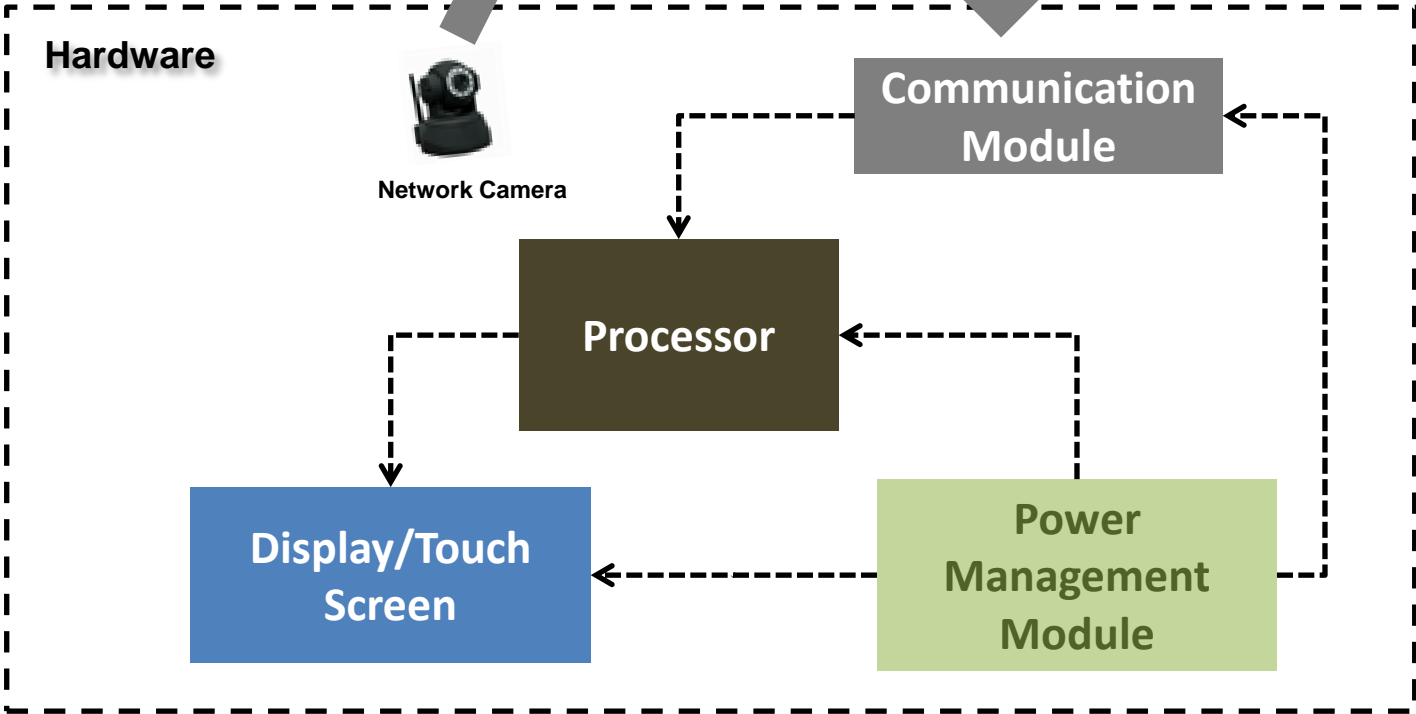 Hardware
Communication
Module
Network Camera
Processor
Display/Touch
Screen
Power
Management
Module